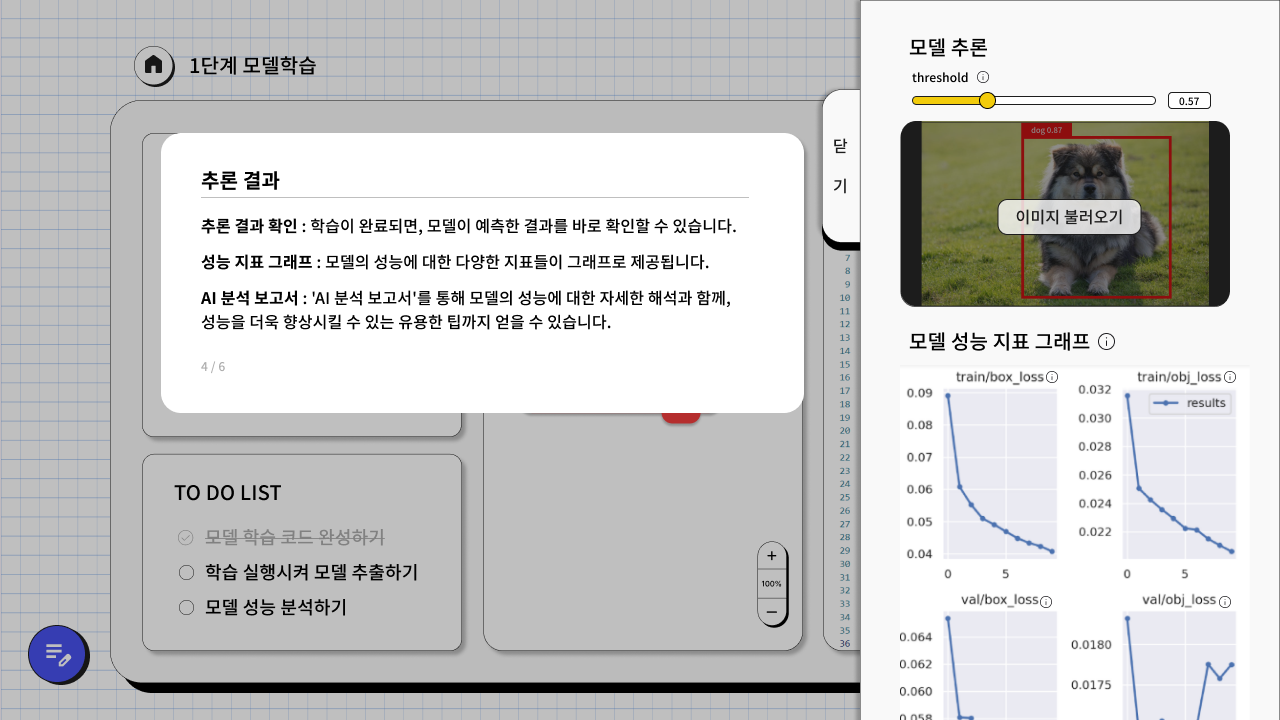 1단계 모델학습
추론 결과
추론 결과 확인 : 학습이 완료되면, 모델이 예측한 결과를 바로 확인할 수 있습니다.
성능 지표 그래프 : 모델의 성능에 대한 다양한 지표들이 그래프로 제공됩니다.
AI 분석 보고서 : 'AI 분석 보고서'를 통해 모델의 성능에 대한 자세한 해석과 함께,
성능을 더욱 향상시킬 수 있는 유용한 팁까지 얻을 수 있습니다.
4 / 6
TO DO LIST
모델 학습 코드 완성하기
학습 실행시켜 모델 추출하기
모델 성능 분석하기
+
100%
−
닫
기
7
8
9
10
11
12
13
14
15
16
17
18
19
20
21
22
23
24
25
26
27
28
29
30
31
32
33
34
35
36
모델 추론
threshold
0.57
dog 0.87
이미지 불러오기
모델 성능 지표 그래프
train/box_loss
0.09
0.08
0.07
0.06
0.05
0.04
0 5
train/obj_loss
results
0.032
0.030
0.028
0.026
0.024
0.022
0 5
val/box_loss
0.064
0.062
0.060
0.058
val/obj_loss
0.0180
0.0175